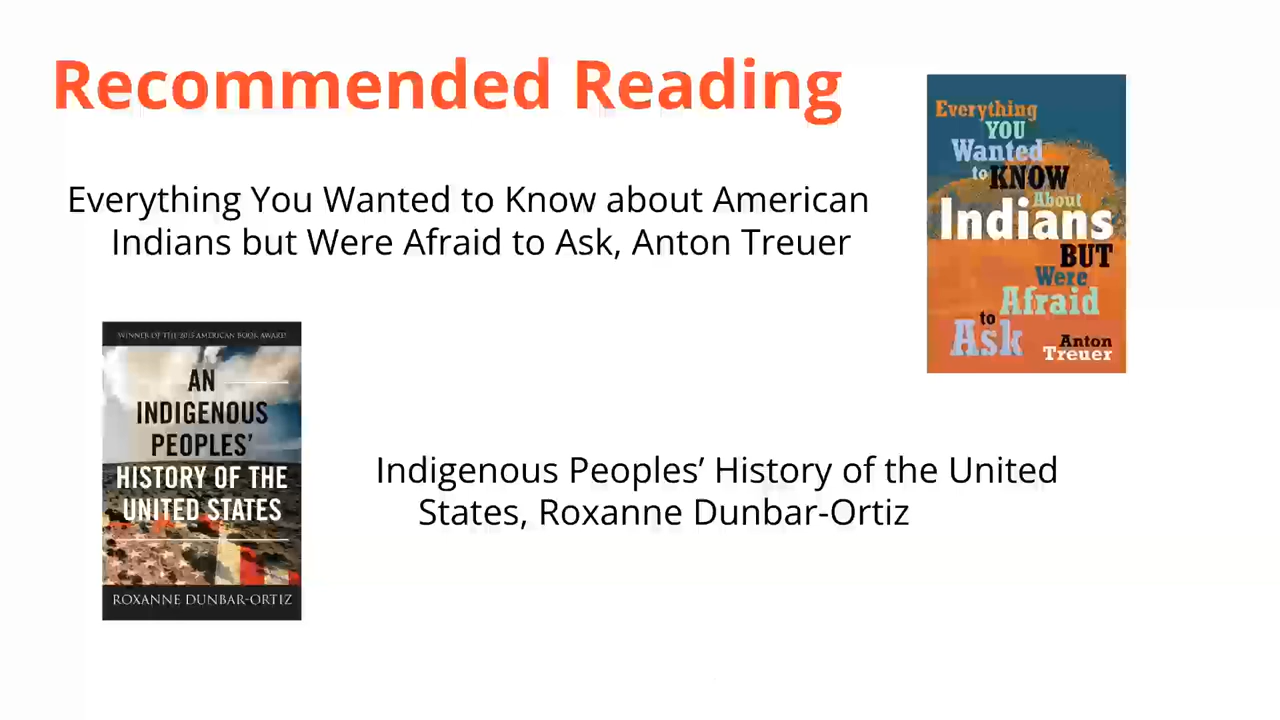 Recommended Reading
Everything You Wanted to Know about American
Indians but Were Afraid to Ask, Anton Treuer
Everything
YOU
Wanted
to KNOW
About
Indians
BUT
Were
Afraid
to
Ask
Anton
Treuer
WINNER OF THE 2015 AMERICAN BOOK AWARD
AN
INDIGENOUS
PEOPLES'
HISTORY OF THE
UNITED STATES
ROXANNE DUNBAR-ORTIZ
Indigenous Peoples’ History of the United
States, Roxanne Dunbar-Ortiz